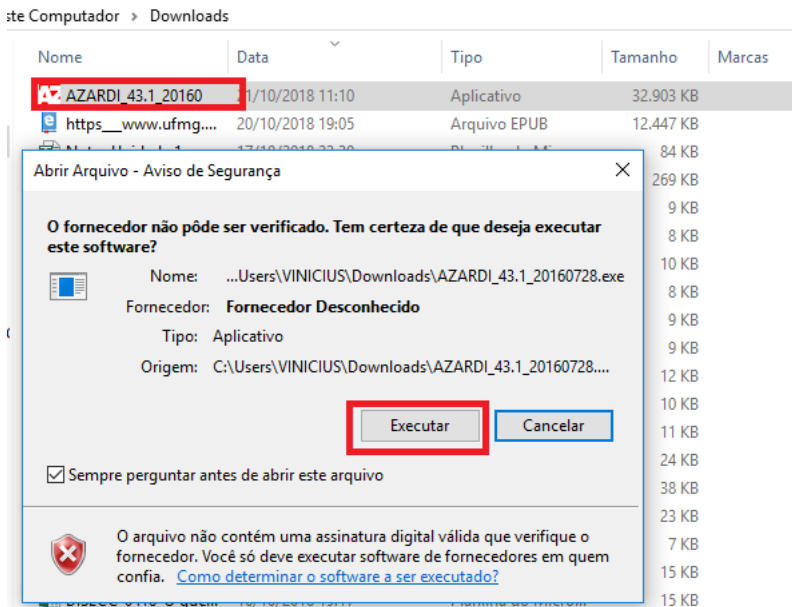 ste Computador > Downloads
Nome Data Tipo Tamanho Marcas
AZARDI_43.1_20160 21/10/2018 11:10 Aplicativo 32.903 KB
https__www.ufmg.... 20/10/2018 19:05 Arquivo EPUB 12.447 KB
84 KB
Abrir Arquivo - Aviso de Segurança
269 KB
9 KB
O fornecedor não pôde ser verificado. Tem certeza de que deseja executar
este software?
8 KB
10 KB
Nome: ...Users\VINICIUS\Downloads\AZARDI_43.1_20160728.exe
8 KB
Fornecedor: Fornecedor Desconhecido
9 KB
Tipo: Aplicativo
9 KB
Origem: C:\Users\VINICIUS\Downloads\AZARDI_43.1_20160728....
12 KB
10 KB
Executar Cancelar
11 KB
24 KB
Sempre perguntar antes de abrir este arquivo
38 KB
23 KB
O arquivo não contém uma assinatura digital válida que verifique o
7 KB
fornecedor. Você só deve executar software de fornecedores em quem
15 KB
confia. Como determinar o software a ser executado?
15 KB